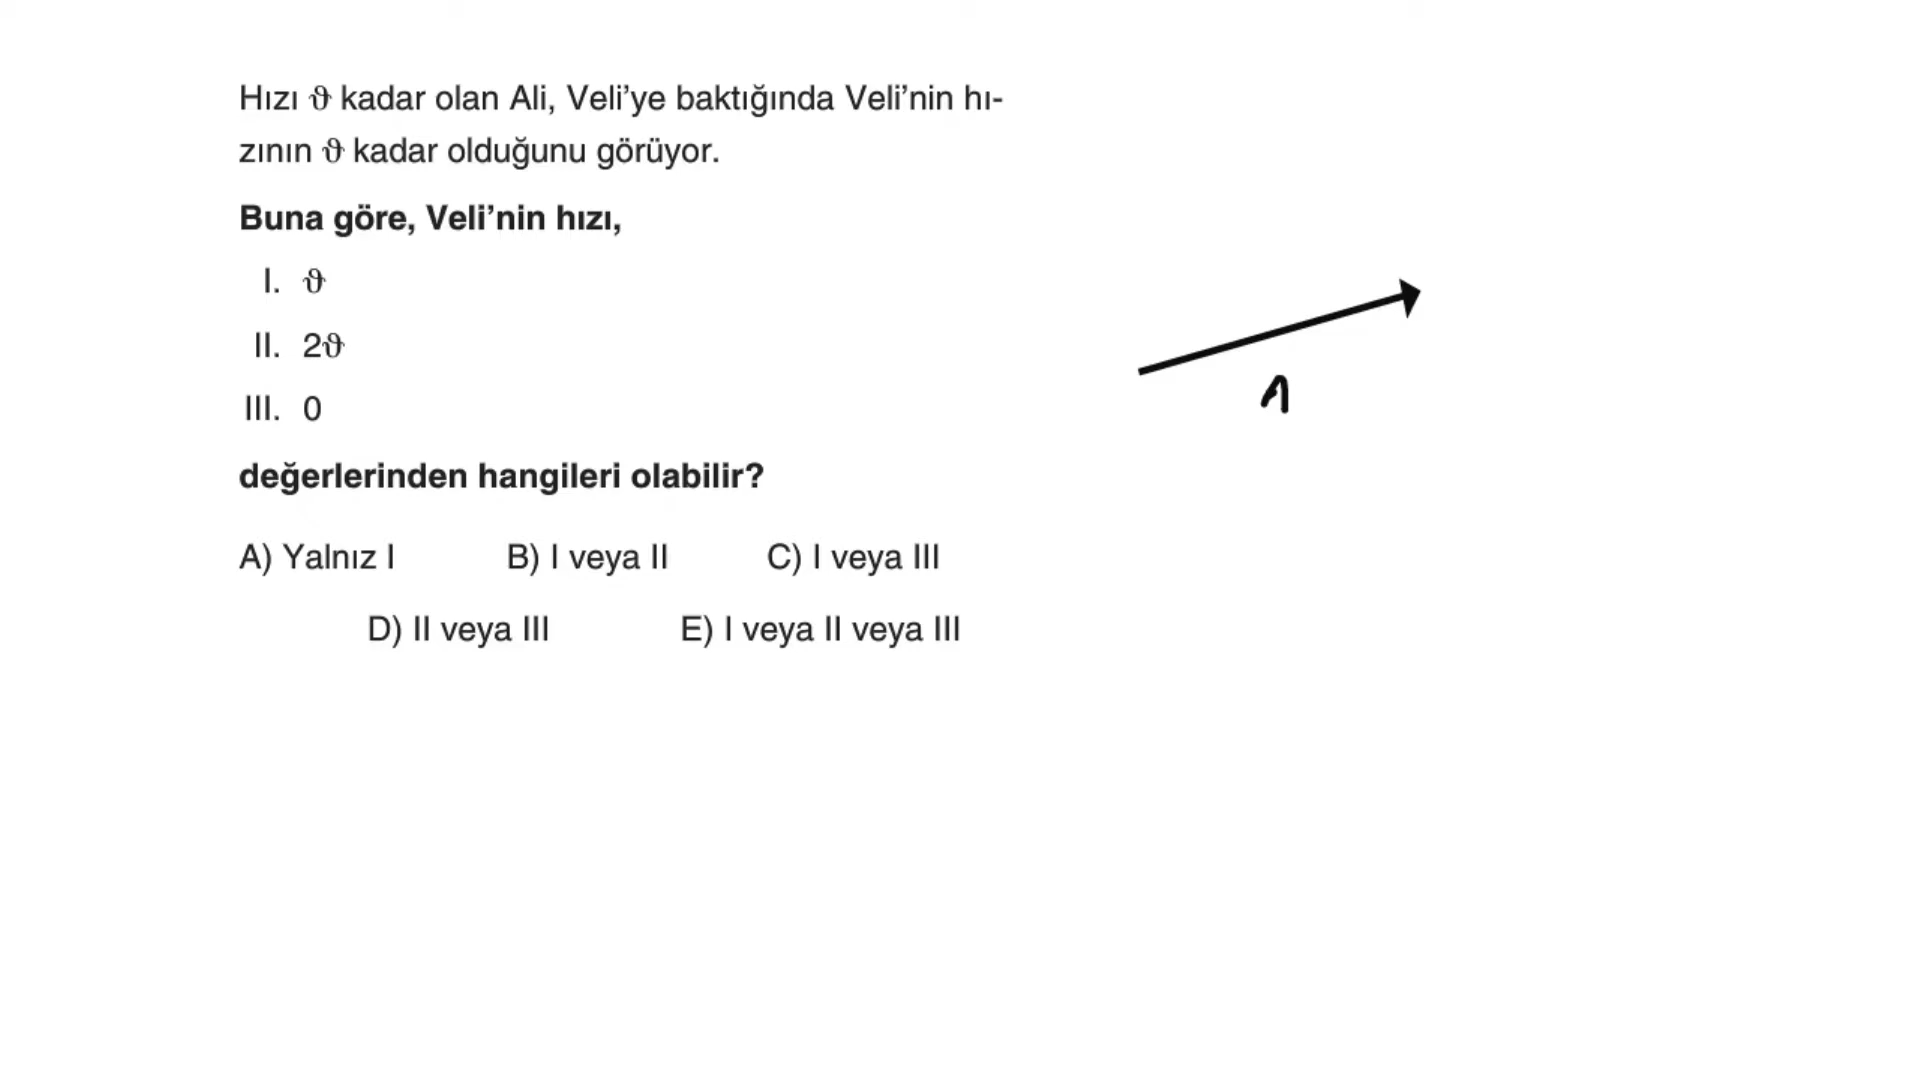 Hızı ϑ kadar olan Ali, Veli’ye baktığında Veli’nin hı-
zının ϑ kadar olduğunu görüyor.
Buna göre, Veli’nin hızı,
I. ϑ
II. 2ϑ
III. 0
değerlerinden hangileri olabilir?
A) Yalnız I B) I veya II C) I veya III
D) II veya III E) I veya II veya III